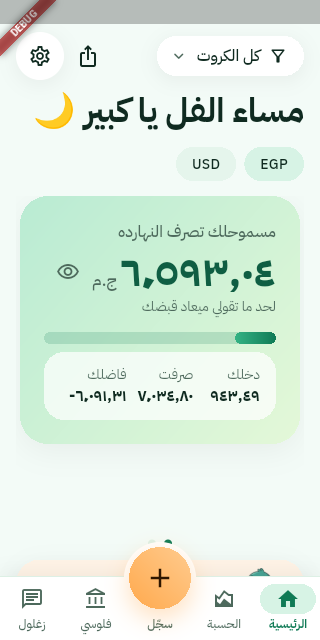 DEBUG
كل الكروت
مساء الفل يا كبير 🌙
EGP USD
مسموحلك تصرف النهارده
٦,٥٩٣,٠٤ ج.م
لحد ما تقولي ميعاد قبضك
دخلك صرفت فاضلك
٩٤٣,٤٩ ٧,٠٣٤,٨٠ -٦,٠٩١,٣١
الرئيسية الحسبة سجّل فلوسي زغلول